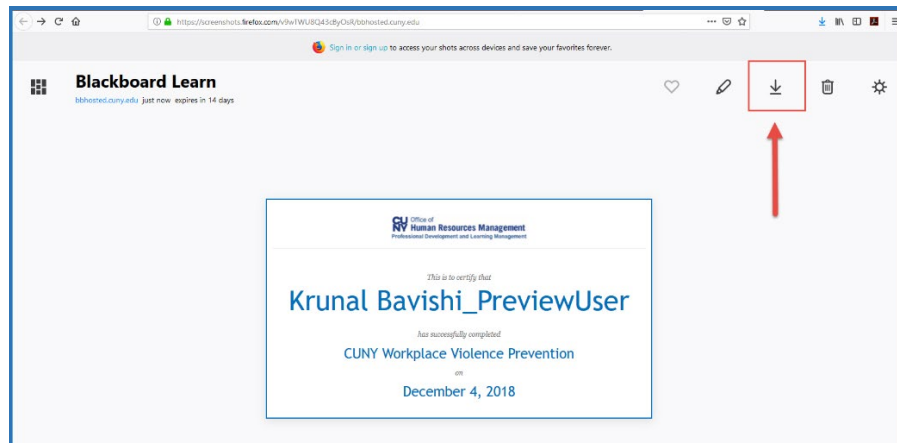 https://screenshots.firefox.com/v9wTWU8Q43cByOsR/bbhosted.cuny.edu
Sign in or sign up to access your shots across devices and save your favorites forever.
Blackboard Learn
bbhosted.cuny.edu just now expires in 14 days
CUNY Office of
Human Resources Management
Professional Development and Learning Management
This is to certify that
Krunal Bavishi_PreviewUser
has successfully completed
CUNY Workplace Violence Prevention
on
December 4, 2018